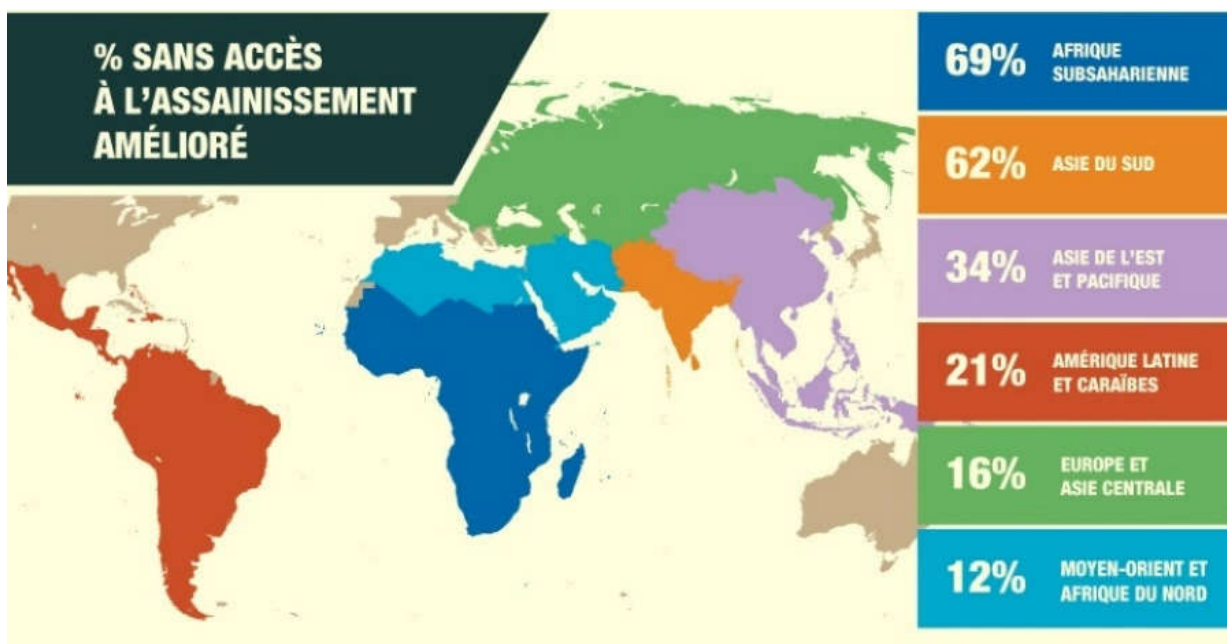 % SANS ACCÈS
À L'ASSAINISSEMENT
AMÉLIORÉ
69% AFRIQUE
SUBSAHARIENNE
62% ASIE DU SUD
34% ASIE DE L'EST
ET PACIFIQUE
21% AMÉRIQUE LATINE
ET CARAÏBES
16% EUROPE ET
ASIE CENTRALE
12% MOYEN-ORIENT ET
AFRIQUE DU NORD